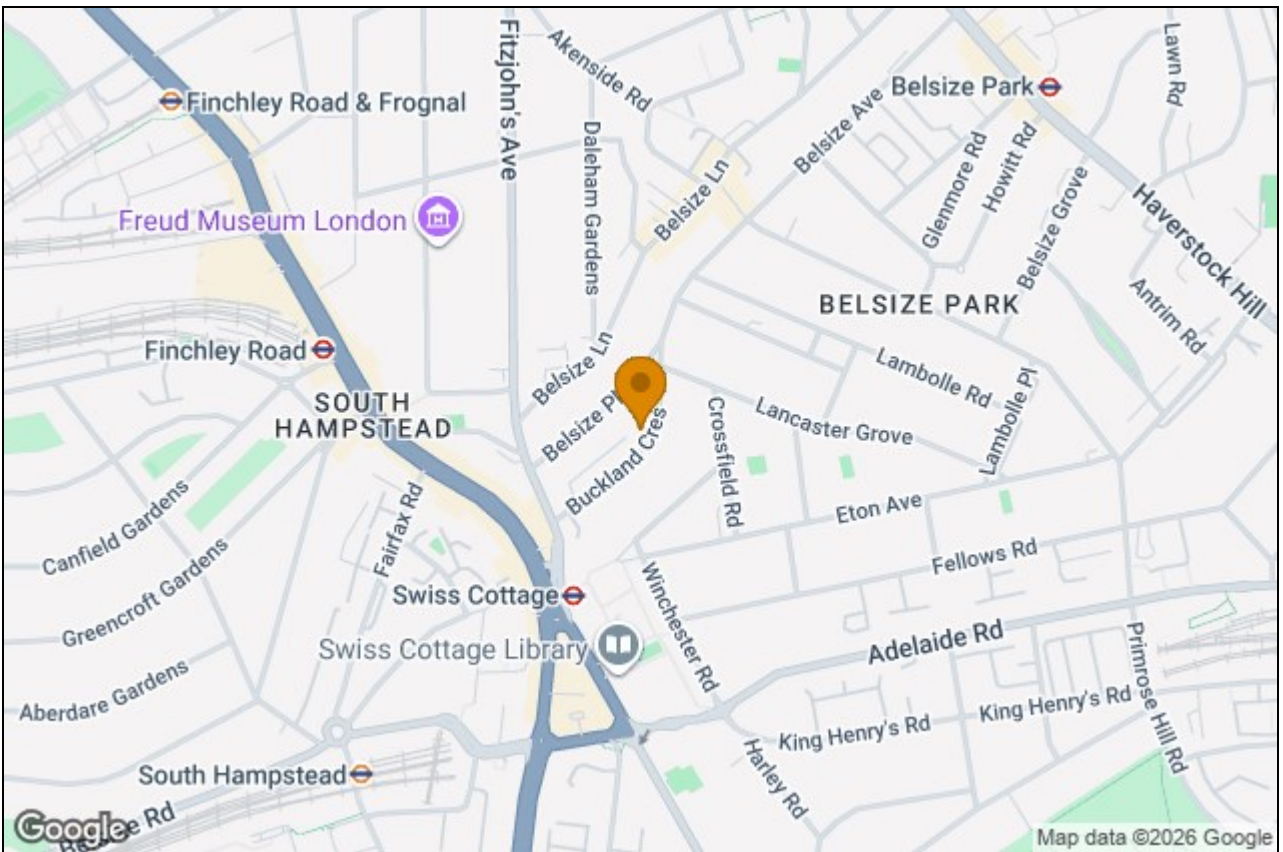 Fitzjohn's Ave
Akenside Rd
Lawn Rd
Belsize Park
Finchley Road & Frognal
Daleham Gardens
Belsize Ave
Belsize Ln
Glenmore Rd
Howitt Rd
Belsize Grove
Haverstock Hill
Freud Museum London
Antrim Rd
BELSIZE PARK
Finchley Road
Belsize Ln
Lambolle Rd
Lambolle Pl
SOUTH
HAMPSTEAD
Belsize
Buckland Cres
Crossfield Rd
Lancaster Grove
Canfield Gardens
Fairfax Rd
Eton Ave
Fellows Rd
Greencroft Gardens
Swiss Cottage
Winchester Rd
Swiss Cottage Library
Adelaide Rd
Primrose Hill Rd
Aberdare Gardens
King Henry's Rd
King Henry's Rd
Harley Rd
South Hampstead
Google
e Rd
Map data ©2026 Google